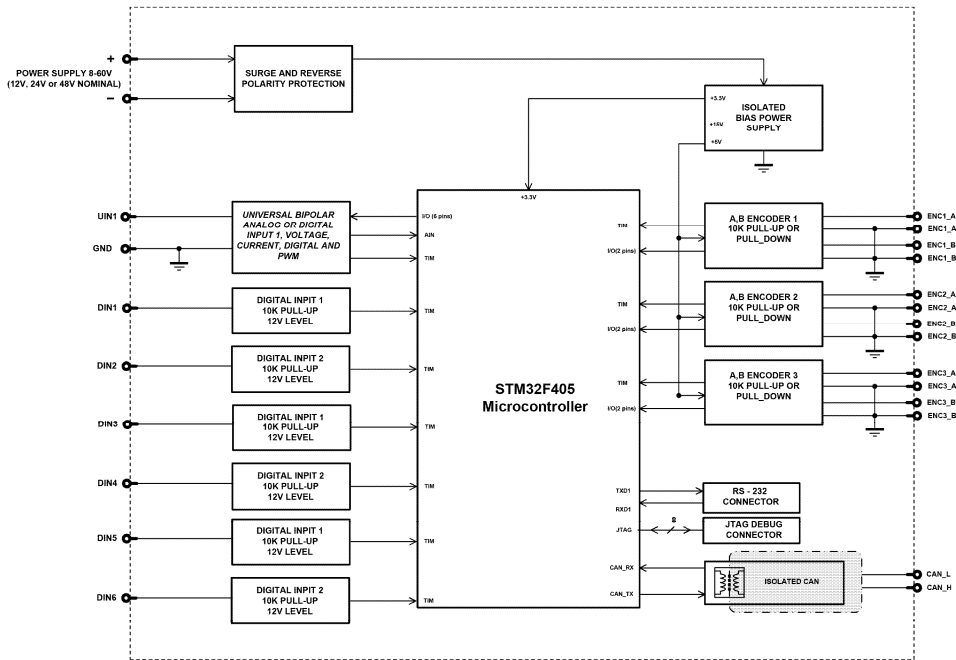 POWER SUPPLY 8-60V
(12V, 24V or 48V NOMINAL)
+
-
SURGE AND REVERSE
POLARITY PROTECTION
+3.3V
+15V
+5V
ISOLATED
BIAS POWER
SUPPLY
UIN1
GND
UNIVERSAL BIPOLAR
ANALOG OR DIGITAL
INPUT 1, VOLTAGE,
CURRENT, DIGITAL AND
PWM
DIN1
DIGITAL INPIT 1
10K PULL-UP
12V LEVEL
DIN2
DIGITAL INPIT 2
10K PULL-UP
12V LEVEL
DIN3
DIGITAL INPIT 1
10K PULL-UP
12V LEVEL
DIN4
DIGITAL INPIT 2
10K PULL-UP
12V LEVEL
DIN5
DIGITAL INPIT 1
10K PULL-UP
12V LEVEL
DIN6
DIGITAL INPIT 2
10K PULL-UP
12V LEVEL
+3.3V
I/O (6 pins)
AIN
TIM
TIM
TIM
TIM
TIM
TIM
TIM
STM32F405
Microcontroller
TIM
I/O(2 pins)
TIM
I/O(2 pins)
TIM
I/O(2 pins)
TXD1
RXD1
JTAG
CAN_RX
CAN_TX
A,B ENCODER 1
10K PULL-UP OR
PULL_DOWN
A,B ENCODER 2
10K PULL-UP OR
PULL_DOWN
A,B ENCODER 3
10K PULL-UP OR
PULL_DOWN
RS - 232
CONNECTOR
8
JTAG DEBUG
CONNECTOR
ISOLATED CAN
ENC1_A
ENC1_A
ENC1_B
ENC1_B
ENC2_A
ENC2_A
ENC2_B
ENC2_B
ENC3_A
ENC3_A
ENC3_B
ENC3_B
CAN_L
CAN_H